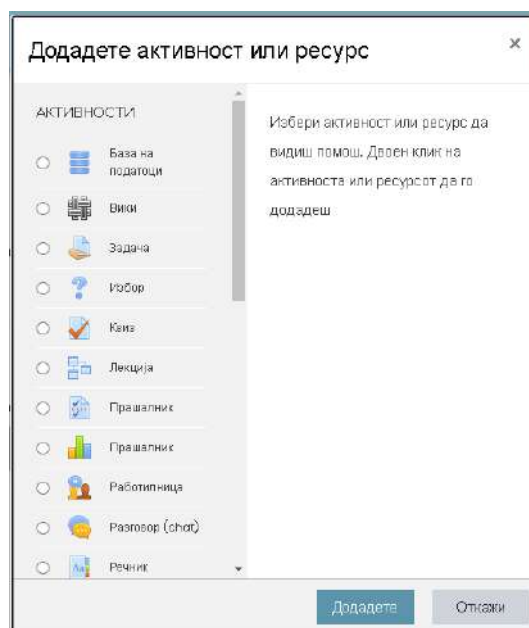 Додадете активност или ресурс
×
АКТИВНОСТИ
База на
податоци
Вики
Задача
Избор
Квиз
Лекција
Прашалник
Прашалник
Работилница
Разговор (chat)
Речник
Избери активност или ресурс да
видиш помош. Двоен клик на
активноста или ресурсот да го
додадеш
Додадете
Откажи